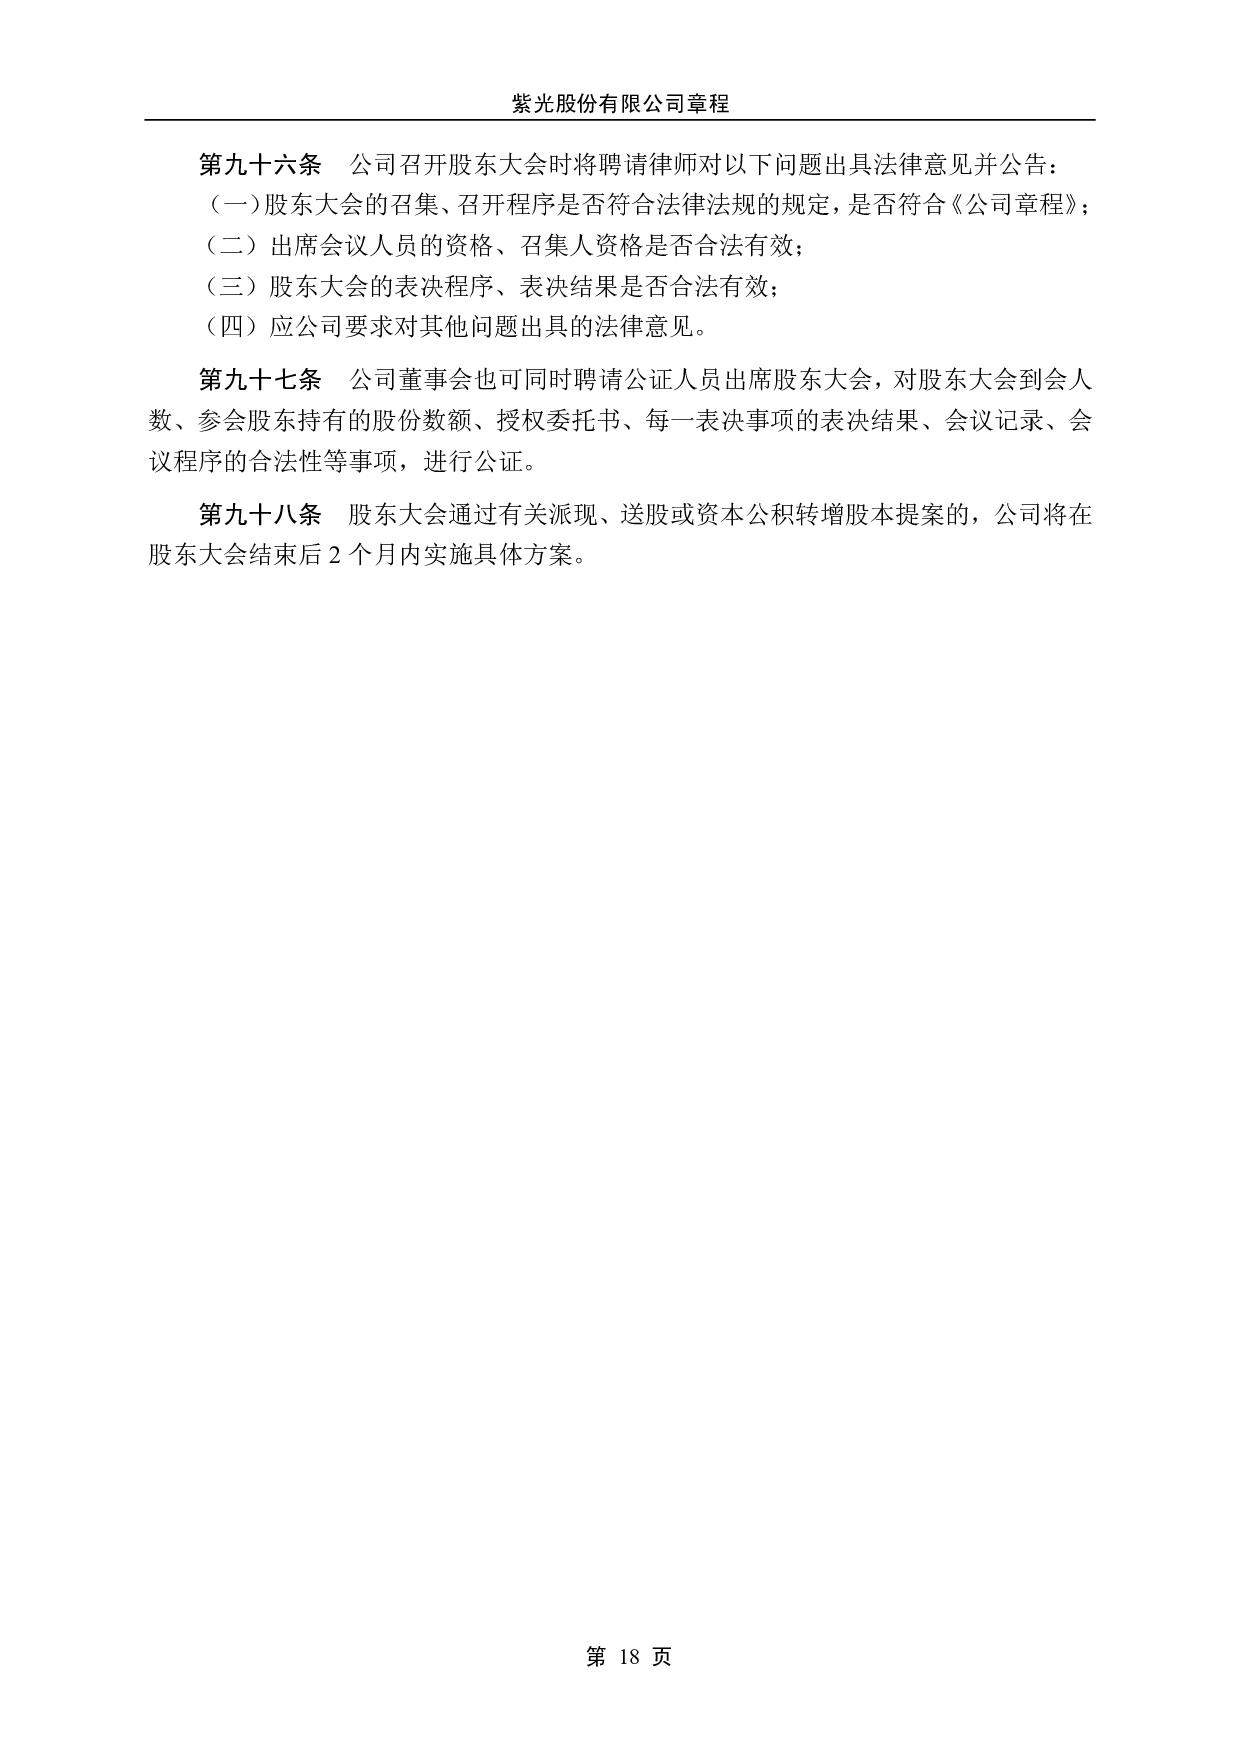 紫光股份有限公司章程
第九十六条　公司召开股东大会时将聘请律师对以下问题出具法律意见并公告：
（一）股东大会的召集、召开程序是否符合法律法规的规定，是否符合《公司章程》；
（二）出席会议人员的资格、召集人资格是否合法有效；
（三）股东大会的表决程序、表决结果是否合法有效；
（四）应公司要求对其他问题出具的法律意见。
第九十七条　公司董事会也可同时聘请公证人员出席股东大会，对股东大会到会人
数、参会股东持有的股份数额、授权委托书、每一表决事项的表决结果、会议记录、会
议程序的合法性等事项，进行公证。
第九十八条　股东大会通过有关派现、送股或资本公积转增股本提案的，公司将在
股东大会结束后 2 个月内实施具体方案。
第 18 页